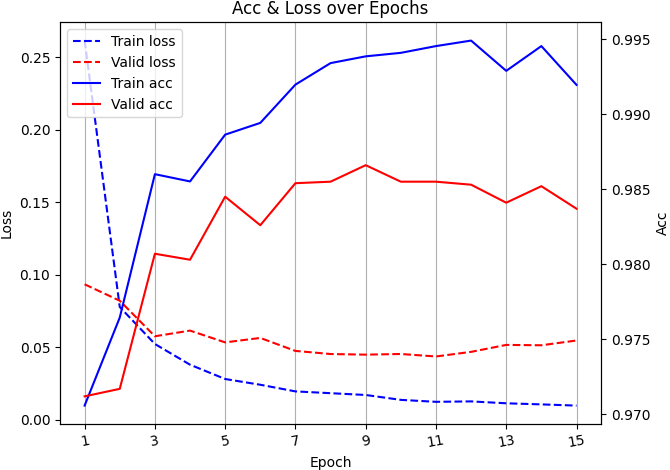 Acc & Loss over Epochs
Train loss
Valid loss
Train acc
Valid acc
0.25
0.20
0.15
0.10
0.05
0.00
Loss
0.995
0.990
0.985
0.980
0.975
0.970
Acc
1
3
5
7
9
11
13
15
Epoch